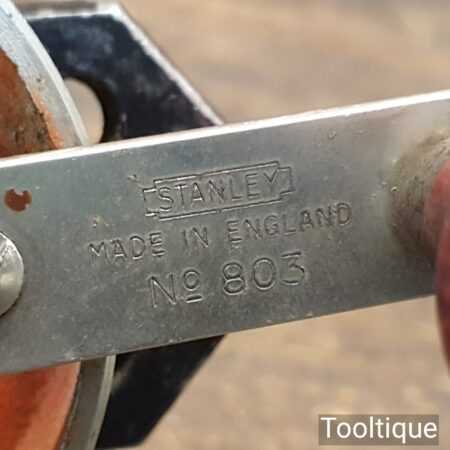 STANLEY
MADE IN ENGLAND
Nº 803
Tooltique